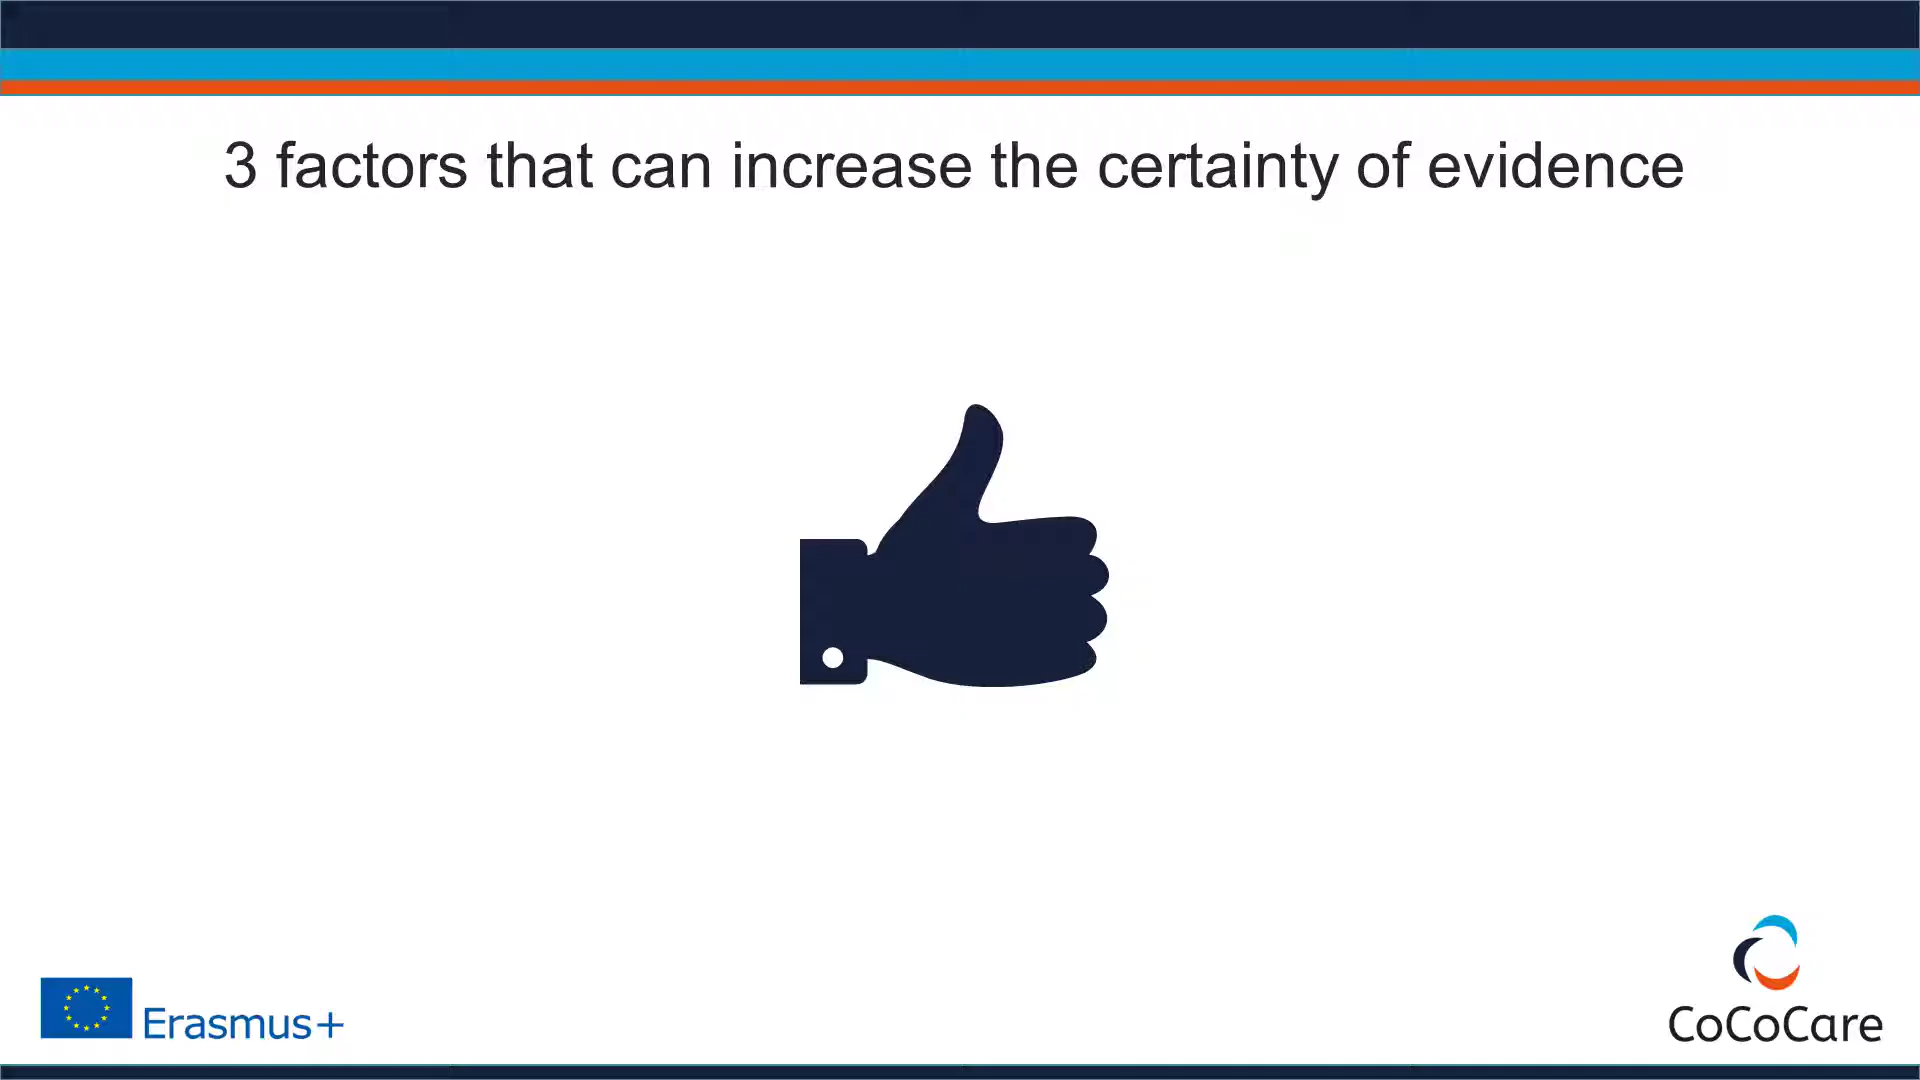 3 factors that can increase the certainty of evidence
Erasmus+
CoCoCare